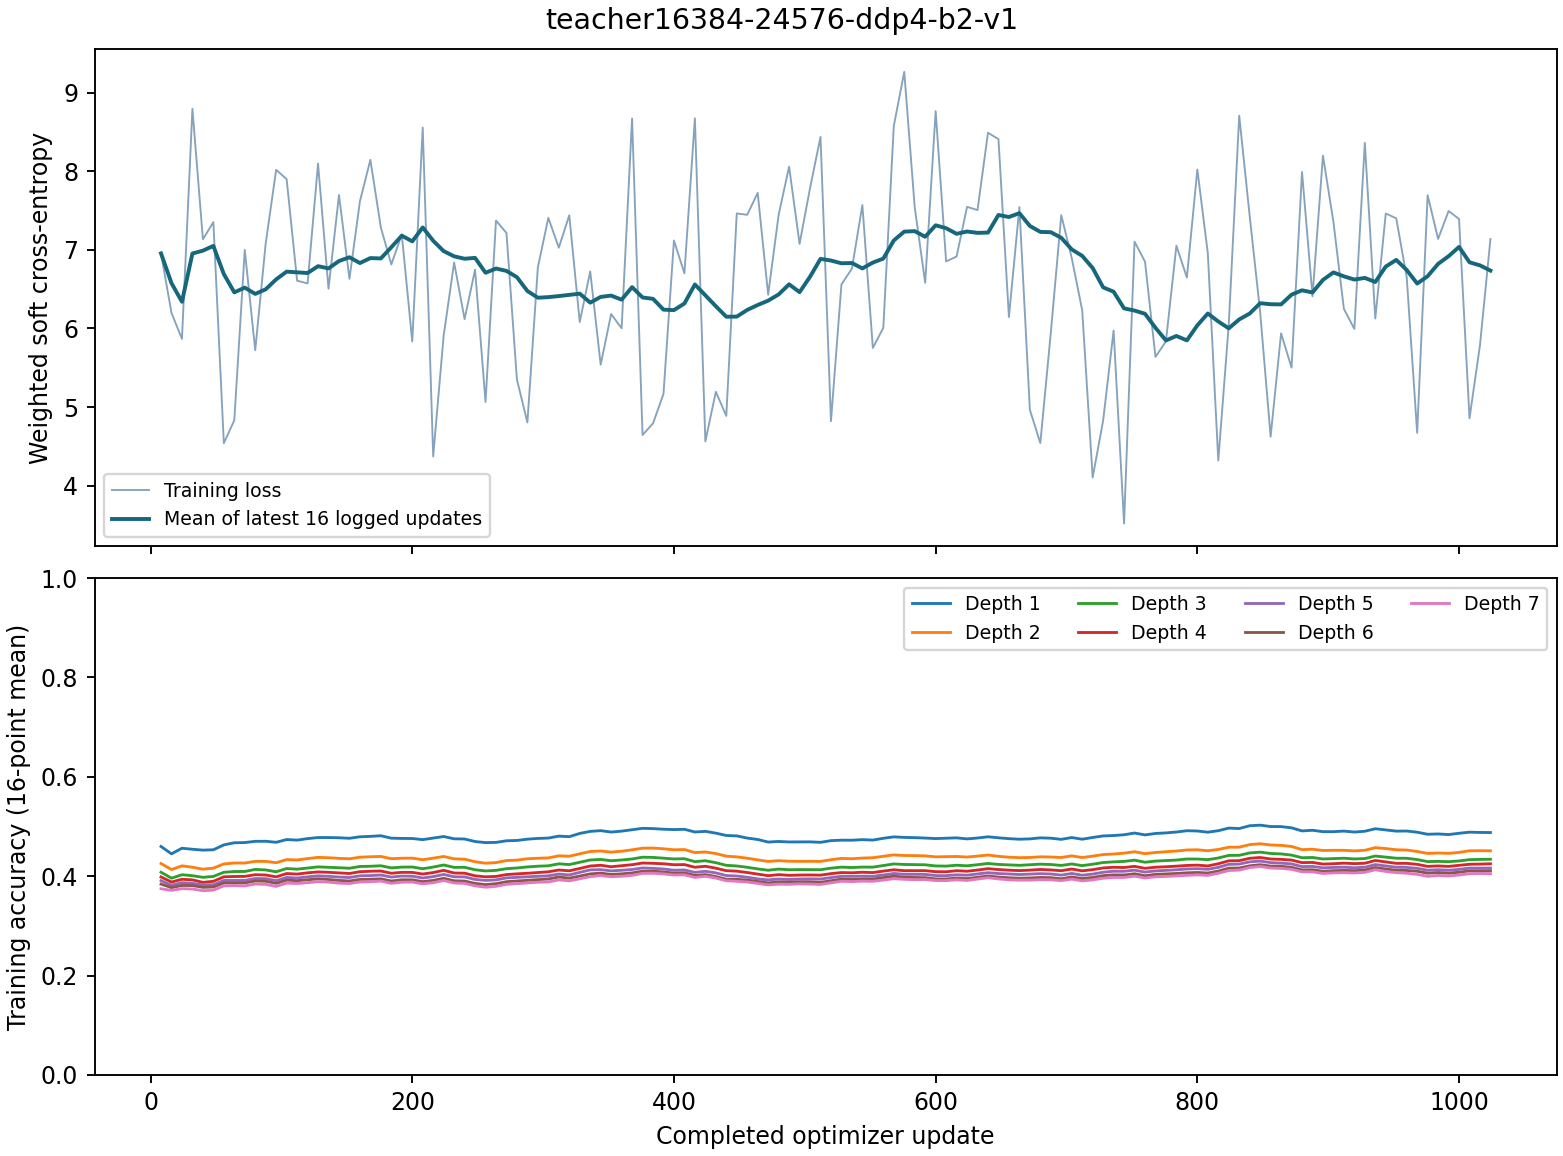 teacher16384-24576-ddp4-b2-v1
Weighted soft cross-entropy
9
8
7
6
5
4
Training loss
Mean of latest 16 logged updates
Training accuracy (16-point mean)
1.0
0.8
0.6
0.4
0.2
0.0
Depth 1 Depth 3 Depth 5 Depth 7
Depth 2 Depth 4 Depth 6
0 200 400 600 800 1000
Completed optimizer update